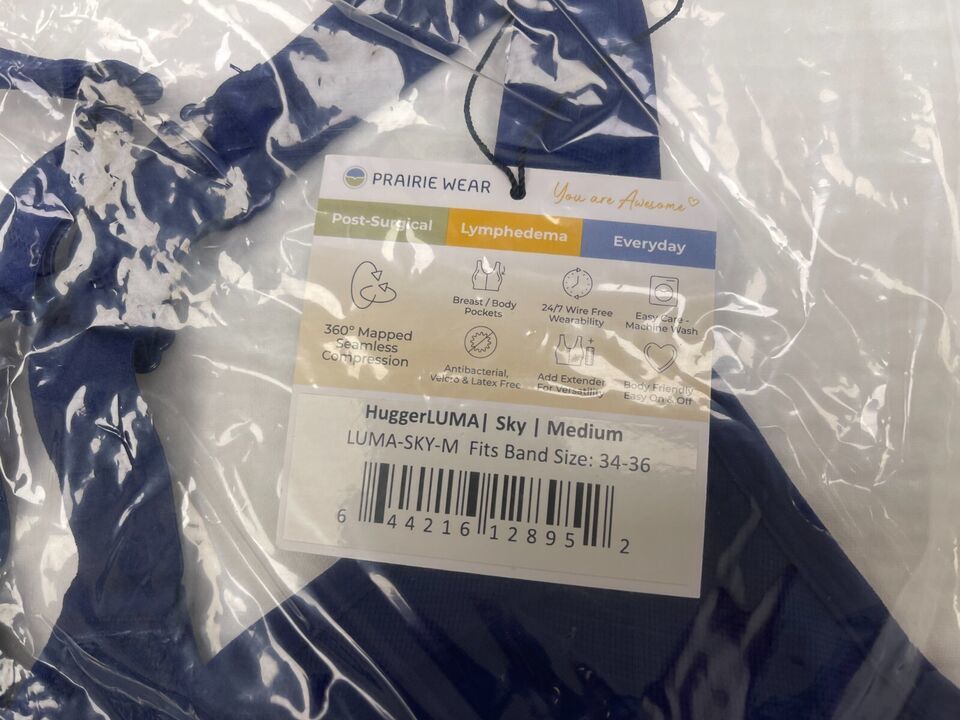 PRAIRIE WEAR
You are Awesome
Post-Surgical
Lymphedema
Everyday
360° Mapped
Seamless
Compression
Breast / Body
Pockets
24/7 Wire Free
Wearability
Easy Care -
Machine Wash
Antibacterial,
Velcro & Latex Free
Add Extender
For Versatility
Body Friendly
Easy On & Off
HuggerLUMA| Sky | Medium
LUMA-SKY-M Fits Band Size: 34-36
6 44216 12895 2